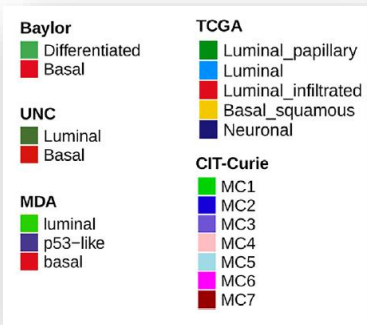 Baylor
Differentiated
Basal
UNC
Luminal
Basal
MDA
luminal
p53-like
basal
TCGA
Luminal_papillary
Luminal
Luminal_infiltrated
Basal_squamous
Neuronal
CIT-Curie
MC1
MC2
MC3
MC4
MC5
MC6
MC7